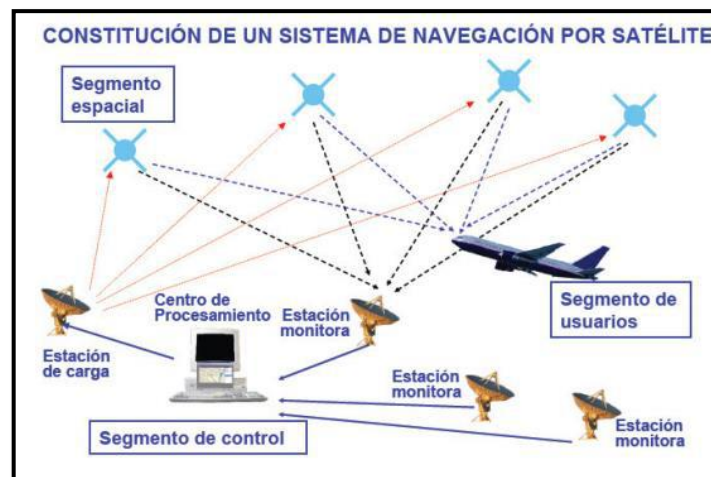 CONSTITUCIÓN DE UN SISTEMA DE NAVEGACIÓN POR SATÉLITE
Segmento
espacial
Centro de
Procesamiento
Estación
monitora
Segmento de
usuarios
Estación
de carga
Estación
monitora
Estación
monitora
Segmento de control